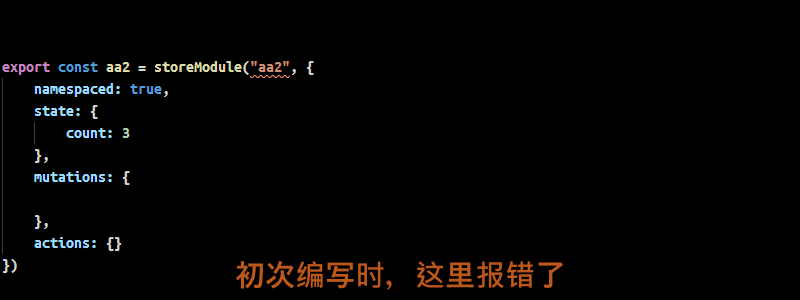 export const aa2 = storeModule("aa2", {
    namespaced: true,
    state: {
        count: 3
    },
    mutations: {
    },
    actions: {}
})
初次编写时，这里报错了